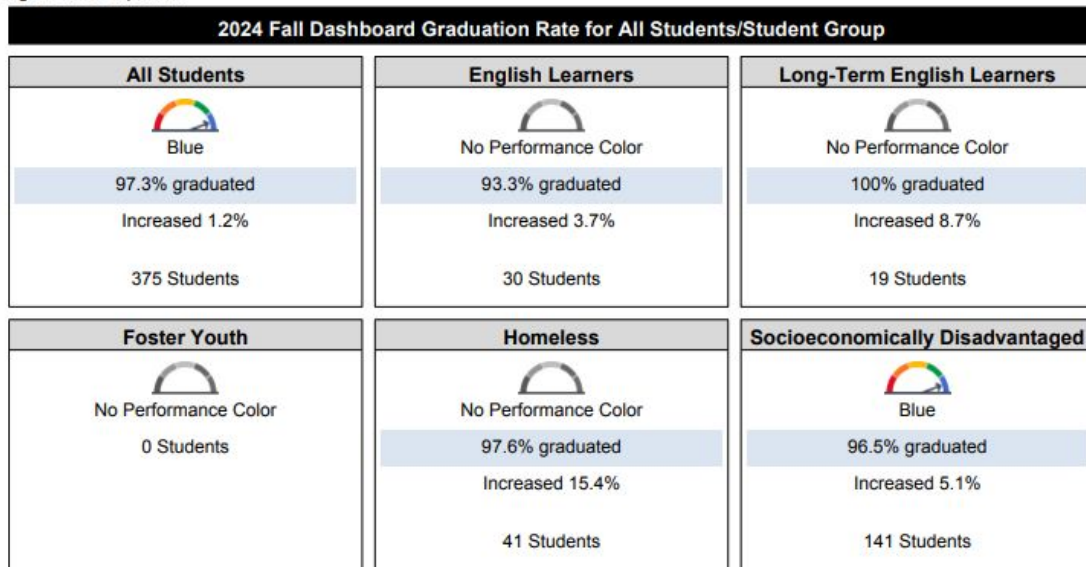 2024 Fall Dashboard Graduation Rate for All Students/Student Group
All Students
Blue
97.3% graduated
Increased 1.2%
375 Students
English Learners
No Performance Color
93.3% graduated
Increased 3.7%
30 Students
Long-Term English Learners
No Performance Color
100% graduated
Increased 8.7%
19 Students
Foster Youth
No Performance Color
0 Students
Homeless
No Performance Color
97.6% graduated
Increased 15.4%
41 Students
Socioeconomically Disadvantaged
Blue
96.5% graduated
Increased 5.1%
141 Students